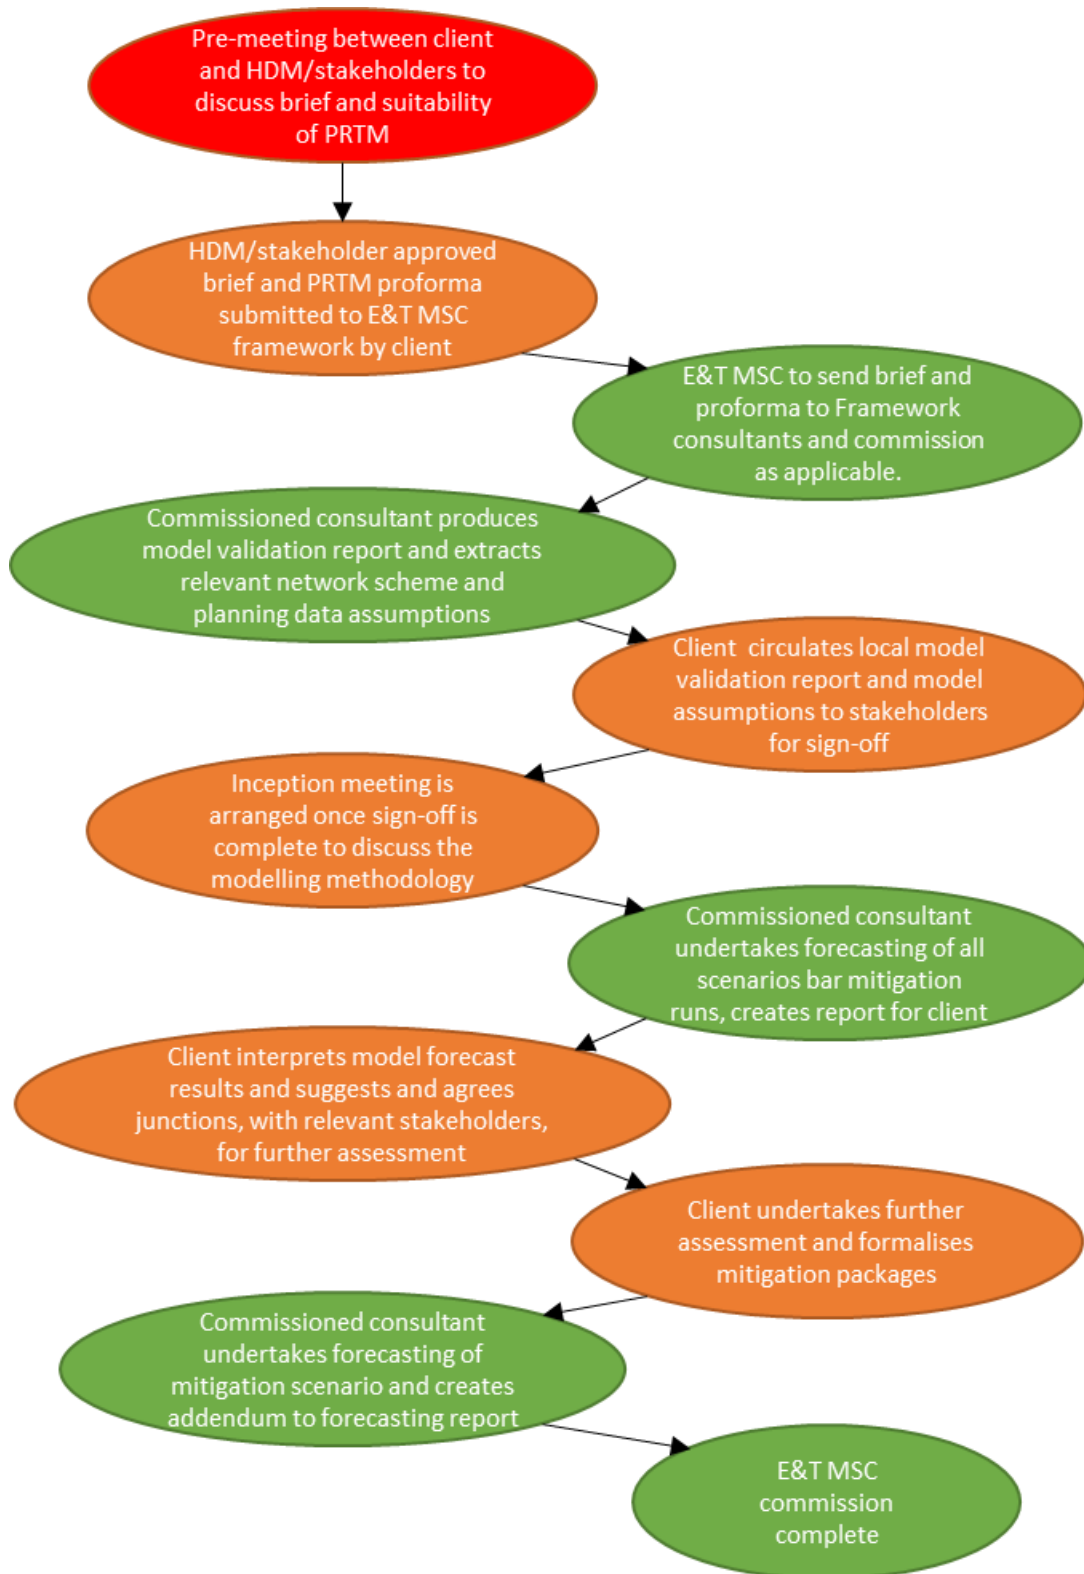 Pre-meeting between client
and HDM/stakeholders to
discuss brief and suitability
of PRTM
HDM/stakeholder approved
brief and PRTM proforma
submitted to E&T MSC
framework by client
E&T MSC to send brief and
proforma to Framework
consultants and commission
as applicable.
Commissioned consultant produces
model validation report and extracts
relevant network scheme and
planning data assumptions
Client  circulates local model
validation report and model
assumptions to stakeholders
for sign-off
Inception meeting is
arranged once sign-off is
complete to discuss the
modelling methodology
Commissioned consultant
undertakes forecasting of all
scenarios bar mitigation
runs, creates report for client
Client interprets model forecast
results and suggests and agrees
junctions, with relevant stakeholders,
for further assessment
Client undertakes further
assessment and formalises
mitigation packages
Commissioned consultant
undertakes forecasting of
mitigation scenario and creates
addendum to forecasting report
E&T MSC
commission
complete